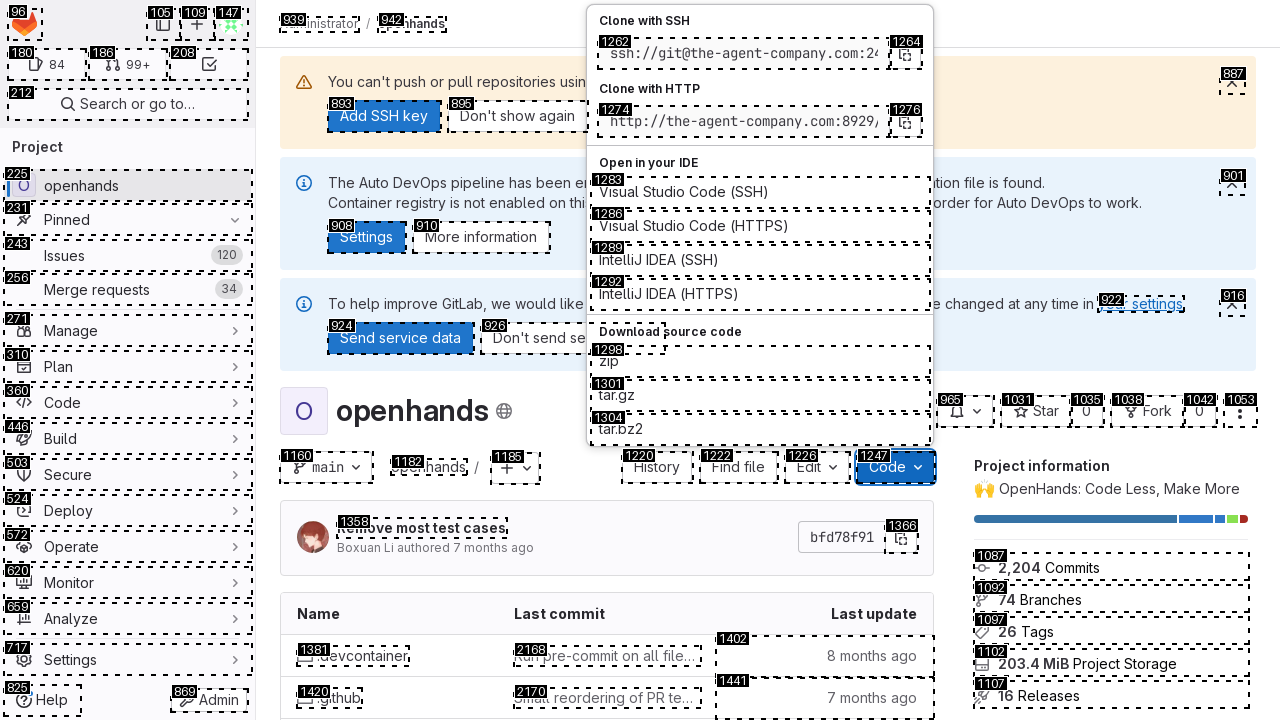 96
105
109
147
180
84
186
99+
208
212
Search or go to…
Project
225
O
openhands
231
Pinned
243
Issues
120
256
Merge requests
34
271
Manage
310
Plan
360
Code
446
Build
503
Secure
524
Deploy
572
Operate
620
Monitor
659
Analyze
717
Settings
825
Help
869
Admin
939
Administrator
/
942
openhands
You can't push or pull repositories usin
893
Add SSH key
895
Don't show again
887
The Auto DevOps pipeline has been en
ation file is found.
Container registry is not enabled on thi
order for Auto DevOps to work.
901
908
Settings
910
More information
To help improve GitLab, we would like
e changed at any time in
922
settings
916
924
Send service data
926
Don't send se
Clone with SSH
1262
ssh://git@the-agent-company.com:24
1264
Clone with HTTP
1274
http://the-agent-company.com:8929/
1276
Open in your IDE
1283
Visual Studio Code (SSH)
1286
Visual Studio Code (HTTPS)
1289
IntelliJ IDEA (SSH)
1292
IntelliJ IDEA (HTTPS)
Download source code
1298
zip
1301
tar.gz
1304
tar.bz2
O
openhands
965
1031
Star
1035
0
1038
Fork
1042
0
1053
1160
main
1182
openhands
/
1185
1220
History
1222
Find file
1226
Edit
1247
Code
1358
Remove most test cases
Boxuan Li authored 7 months ago
bfd78f91
1366
Name
Last commit
Last update
1381
.devcontainer
2168
Run pre-commit on all file…
1402
8 months ago
1420
.github
2170
Small reordering of PR te…
1441
7 months ago
Project information
🙌 OpenHands: Code Less, Make More
1087
2,204 Commits
1092
74 Branches
1097
26 Tags
1102
203.4 MiB Project Storage
1107
16 Releases